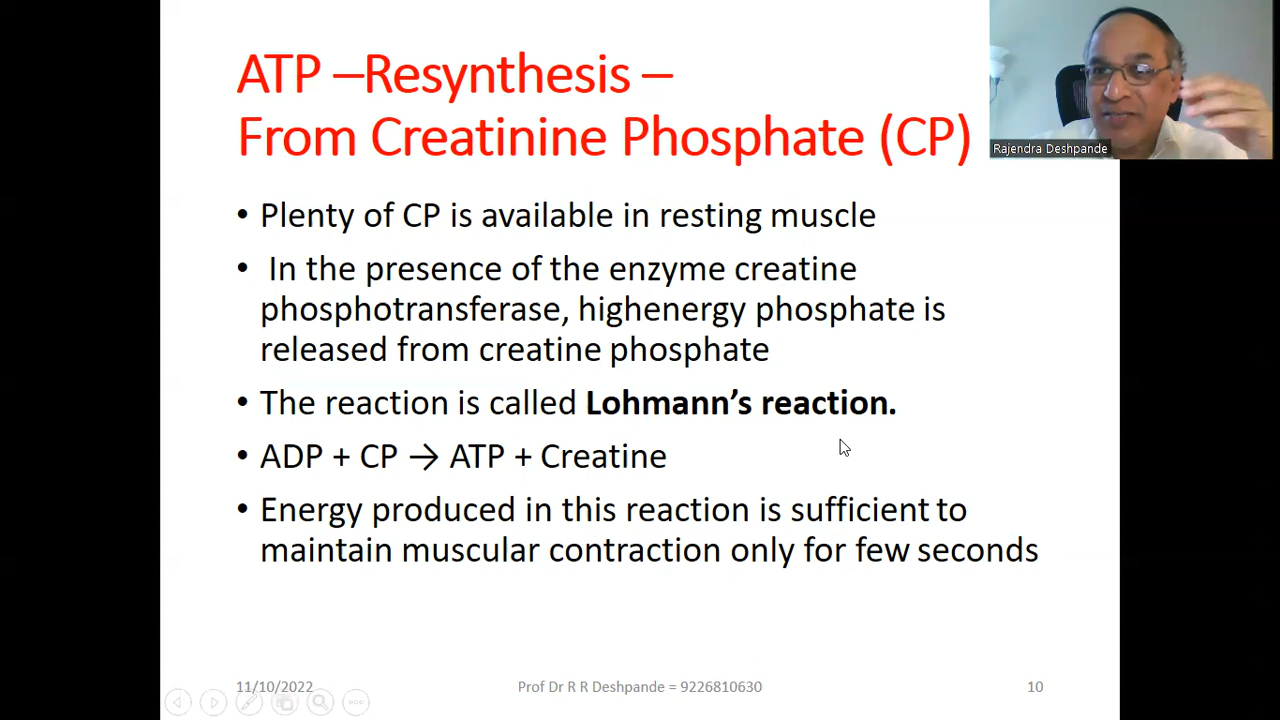 ATP –Resynthesis –
From Creatinine Phosphate (CP)
Rajendra Deshpande
• Plenty of CP is available in resting muscle
• In the presence of the enzyme creatine
phosphotransferase, highenergy phosphate is
released from creatine phosphate
• The reaction is called Lohmann’s reaction.
• ADP + CP → ATP + Creatine
• Energy produced in this reaction is sufficient to
maintain muscular contraction only for few seconds
11/10/2022
Prof Dr R R Deshpande = 9226810630
10